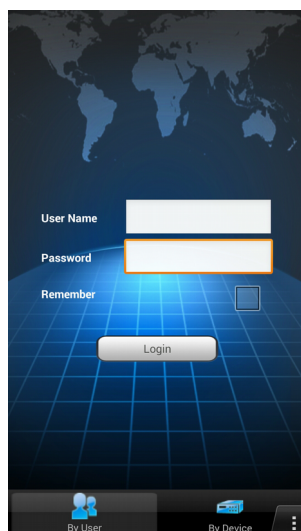 User Name
Password
Remember
Login
By User
By Device